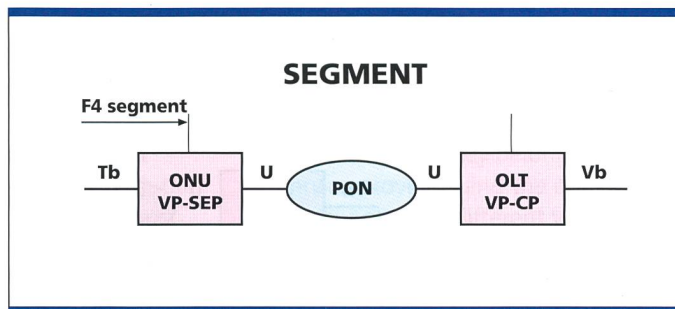 SEGMENT
F4 segment
Tb ONU VP-SEP U PON U OLT VP-CP Vb